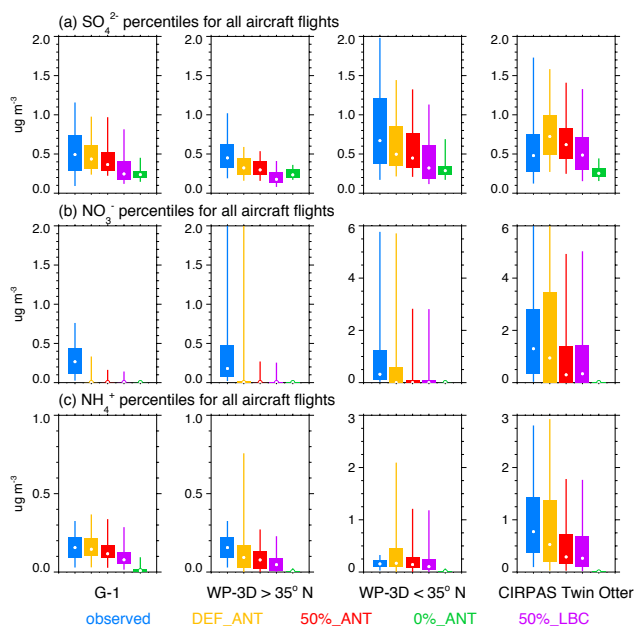 (a) SO₄²⁻ percentiles for all aircraft flights
2.0 2.0 2.0 2.0
1.5 1.5 1.5 1.5
1.0 1.0 1.0 1.0
0.5 0.5 0.5 0.5
0.0 0.0 0.0 0.0
ug m⁻³
(b) NO₃⁻ percentiles for all aircraft flights
2.0 2.0 6 6
1.5 1.5 4 4
1.0 1.0 2 2
0.5 0.5 0 0
0.0 0.0
ug m⁻³
(c) NH₄⁺ percentiles for all aircraft flights
1.0 1.0 3 3
0.5 0.5 2 2
0.0 0.0 1 1
0 0
ug m⁻³
G-1 WP-3D > 35° N WP-3D < 35° N CIRPAS Twin Otter
observed DEF_ANT 50%_ANT 0%_ANT 50%_LBC